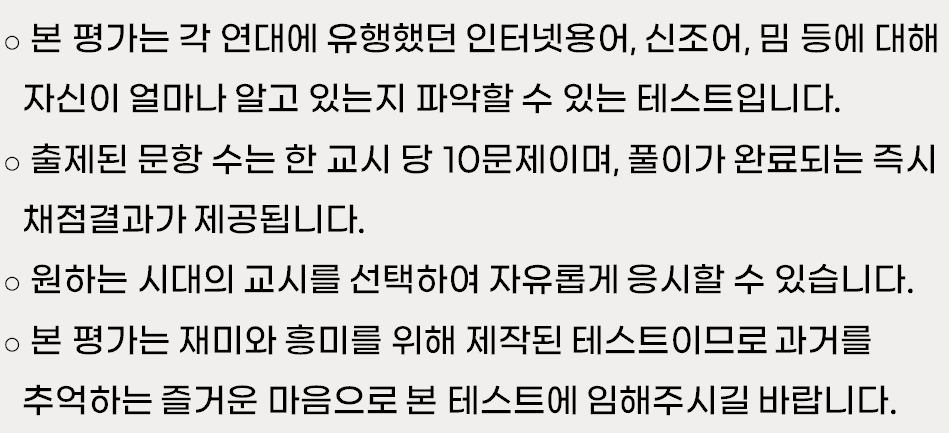 ○ 본 평가는 각 연대에 유행했던 인터넷용어, 신조어, 밈 등에 대해
자신이 얼마나 알고 있는지 파악할 수 있는 테스트입니다.
○ 출제된 문항 수는 한 교시 당 10문제이며, 풀이가 완료되는 즉시
채점결과가 제공됩니다.
○ 원하는 시대의 교시를 선택하여 자유롭게 응시할 수 있습니다.
○ 본 평가는 재미와 흥미를 위해 제작된 테스트이므로 과거를
추억하는 즐거운 마음으로 본 테스트에 임해주시길 바랍니다.